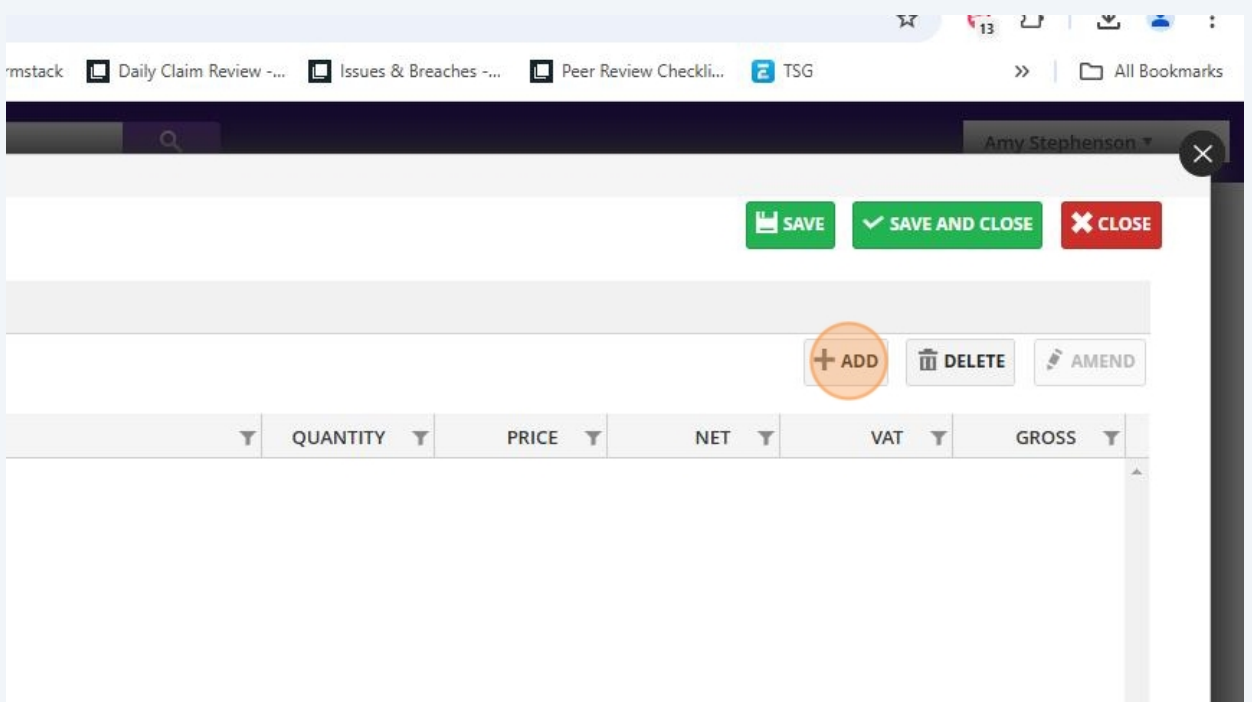 13
rmstack Daily Claim Review -... Issues & Breaches -... Peer Review Checkli... TSG » All Bookmarks
Amy Stephenson
SAVE SAVE AND CLOSE CLOSE
ADD DELETE AMEND
QUANTITY PRICE NET VAT GROSS